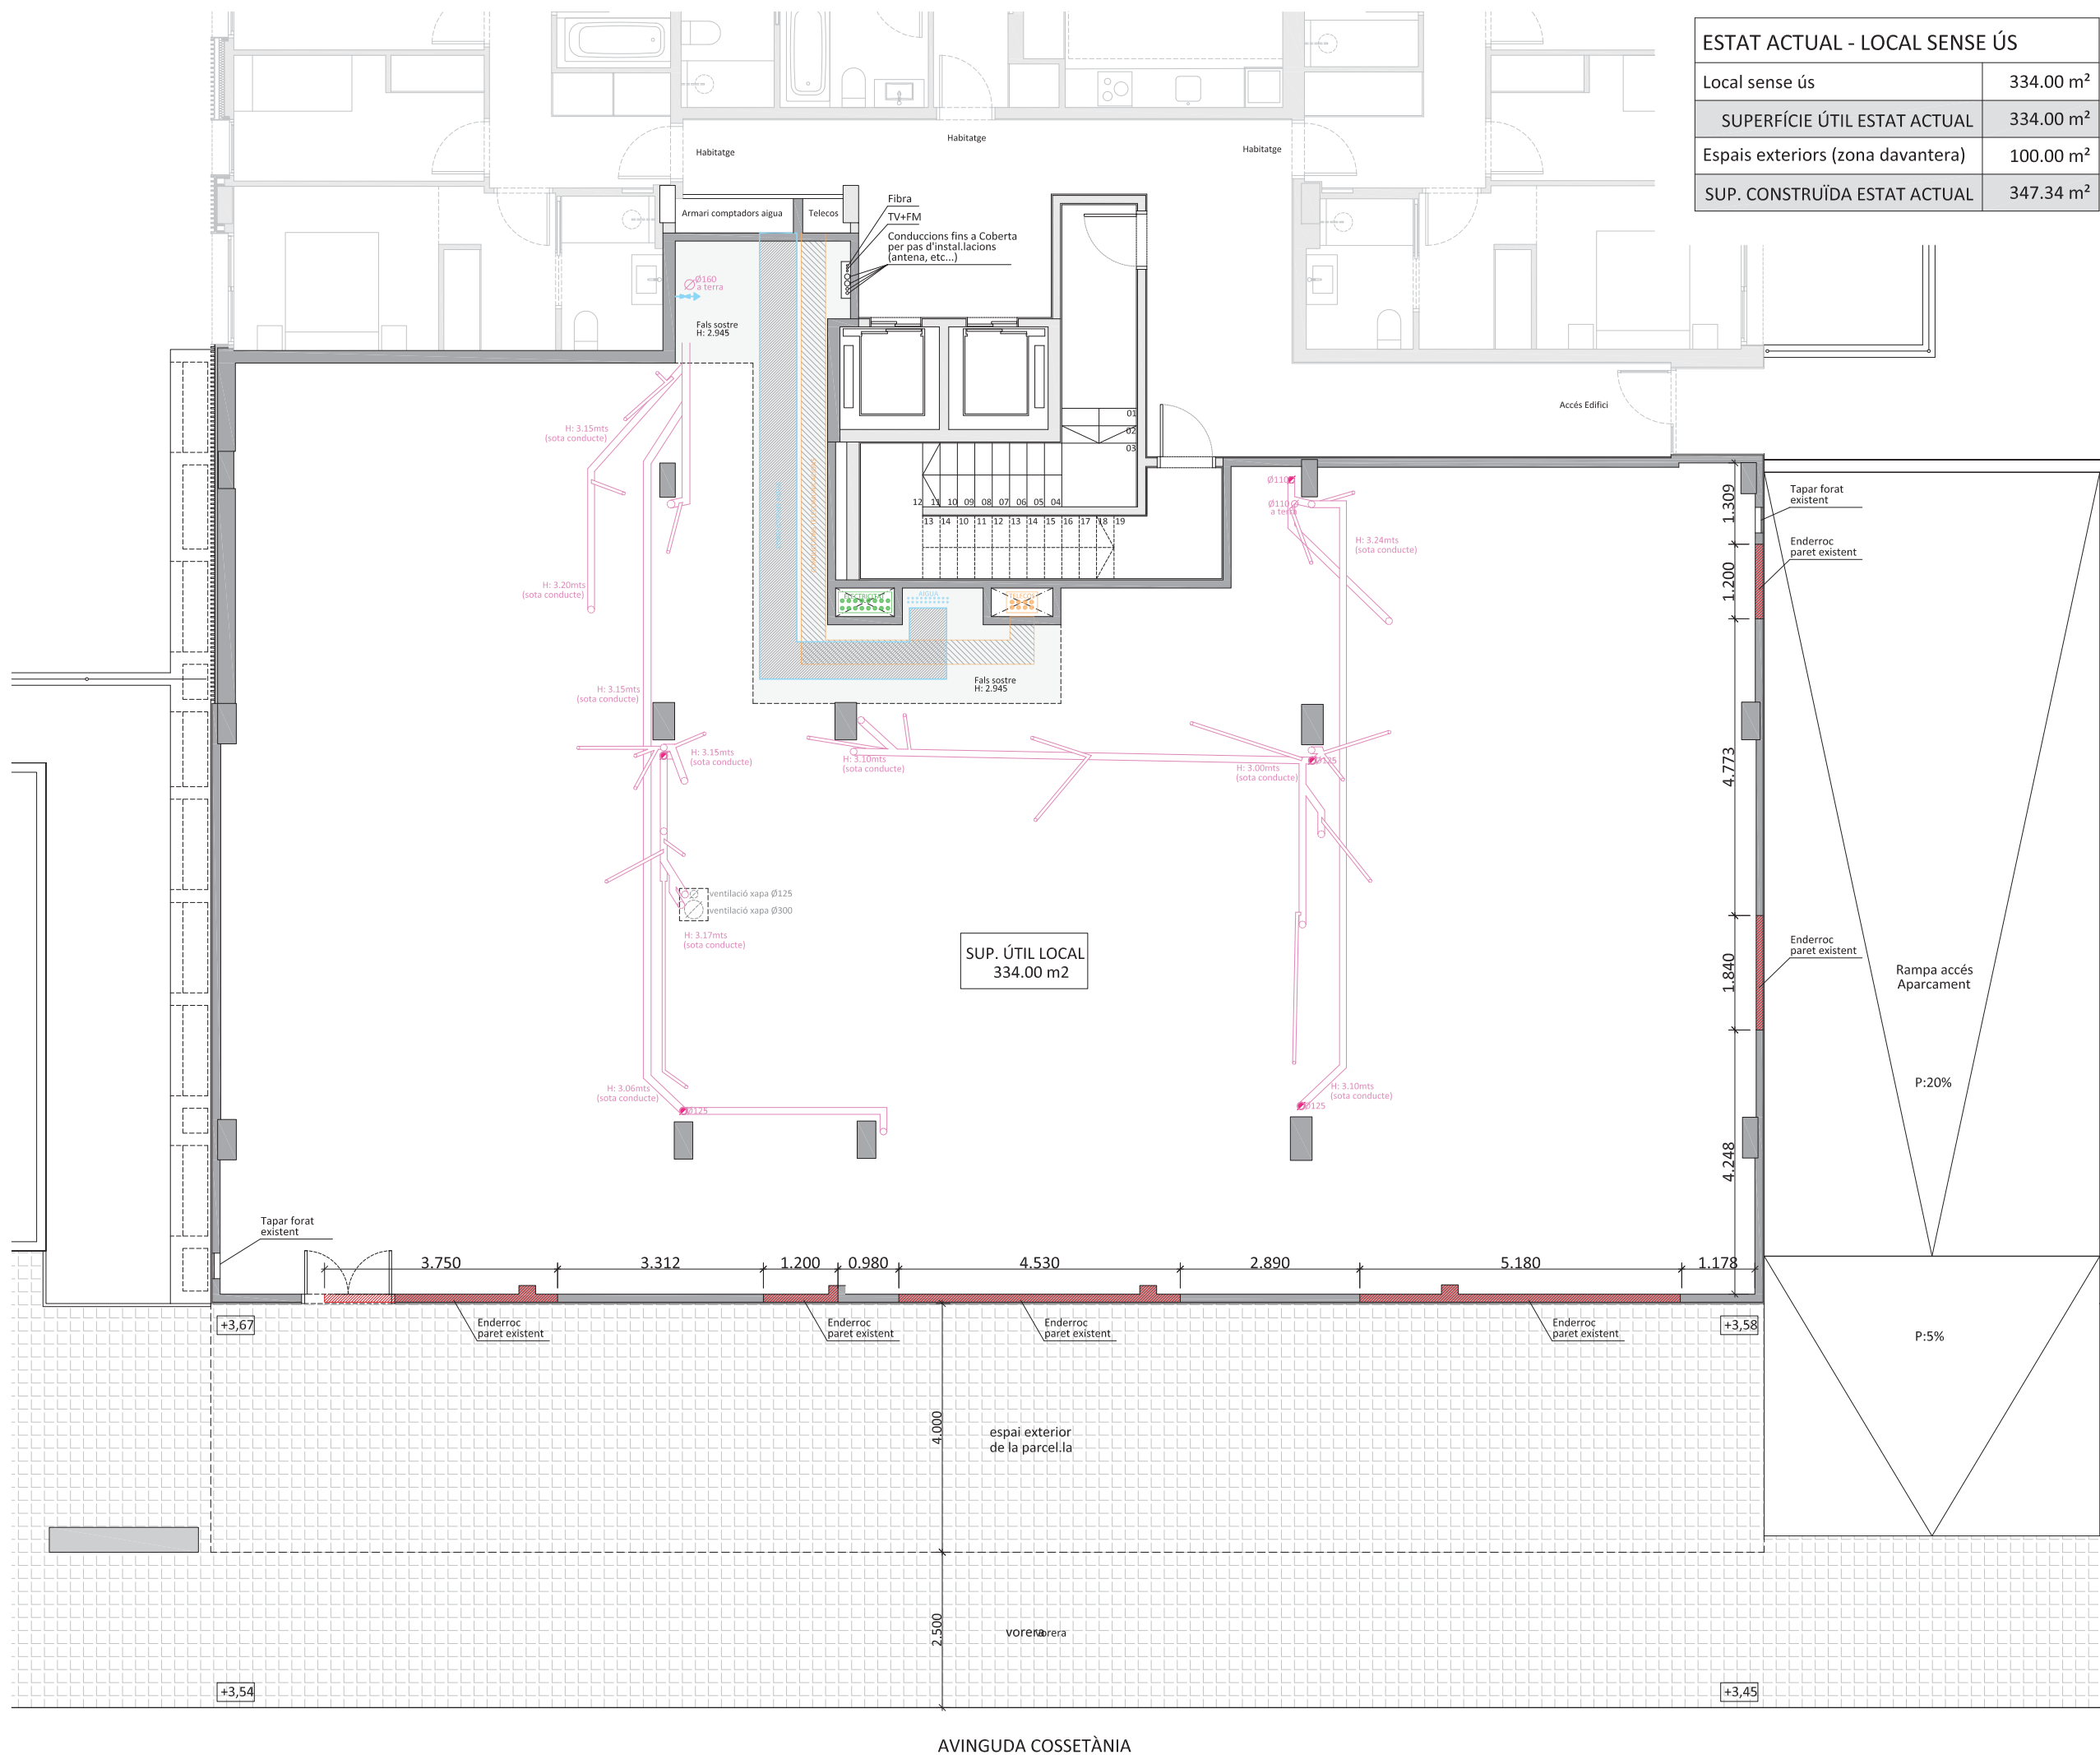 ESTAT ACTUAL - LOCAL SENSE ÚS
Local sense ús 334.00 m²
SUPERFÍCIE ÚTIL ESTAT ACTUAL 334.00 m²
Espais exteriors (zona davantera) 100.00 m²
SUP. CONSTRUÏDA ESTAT ACTUAL 347.34 m²
Habitatge
Habitatge
Habitatge
Armari comptadors aigua
Telecos
Fibra
TV+FM
Conduccions fins a Coberta
per pas d'instal.lacions
(antena, etc...)
Ø160
a terra
Fals sostre
H: 2.945
Accés Edifici
01
02
03
H: 3.15mts
(sota conducte)
12 11 10 09 08 07 06 05 04
13 14 10 11 12 13 14 15 16 17 18 19
Ø110
Ø110
a terra
H: 3.24mts
(sota conducte)
Tapar forat
existent
1.309
Enderroc
paret existent
1.200
H: 3.20mts
(sota conducte)
ELECTRICITAT
AIGUA
TELECOS
Fals sostre
H: 2.945
H: 3.15mts
(sota conducte)
H: 3.15mts
(sota conducte)
H: 3.10mts
(sota conducte)
H: 3.00mts
(sota conducte)
Ø125
4.773
ventilació xapa Ø125
ventilació xapa Ø300
H: 3.17mts
(sota conducte)
SUP. ÚTIL LOCAL
334.00 m2
Enderroc
paret existent
1.840
Rampa accés
Aparcament
P:20%
H: 3.06mts
(sota conducte)
Ø125
H: 3.10mts
(sota conducte)
Ø125
4.248
Tapar forat
existent
3.750 3.312 1.200 0.980 4.530 2.890 5.180 1.178
+3,67
Enderroc
paret existent
Enderroc
paret existent
Enderroc
paret existent
Enderroc
paret existent
+3,58
P:5%
4.000
espai exterior
de la parcel.la
2.500
vorera
vorera
+3,54
+3,45
AVINGUDA COSSETÀNIA